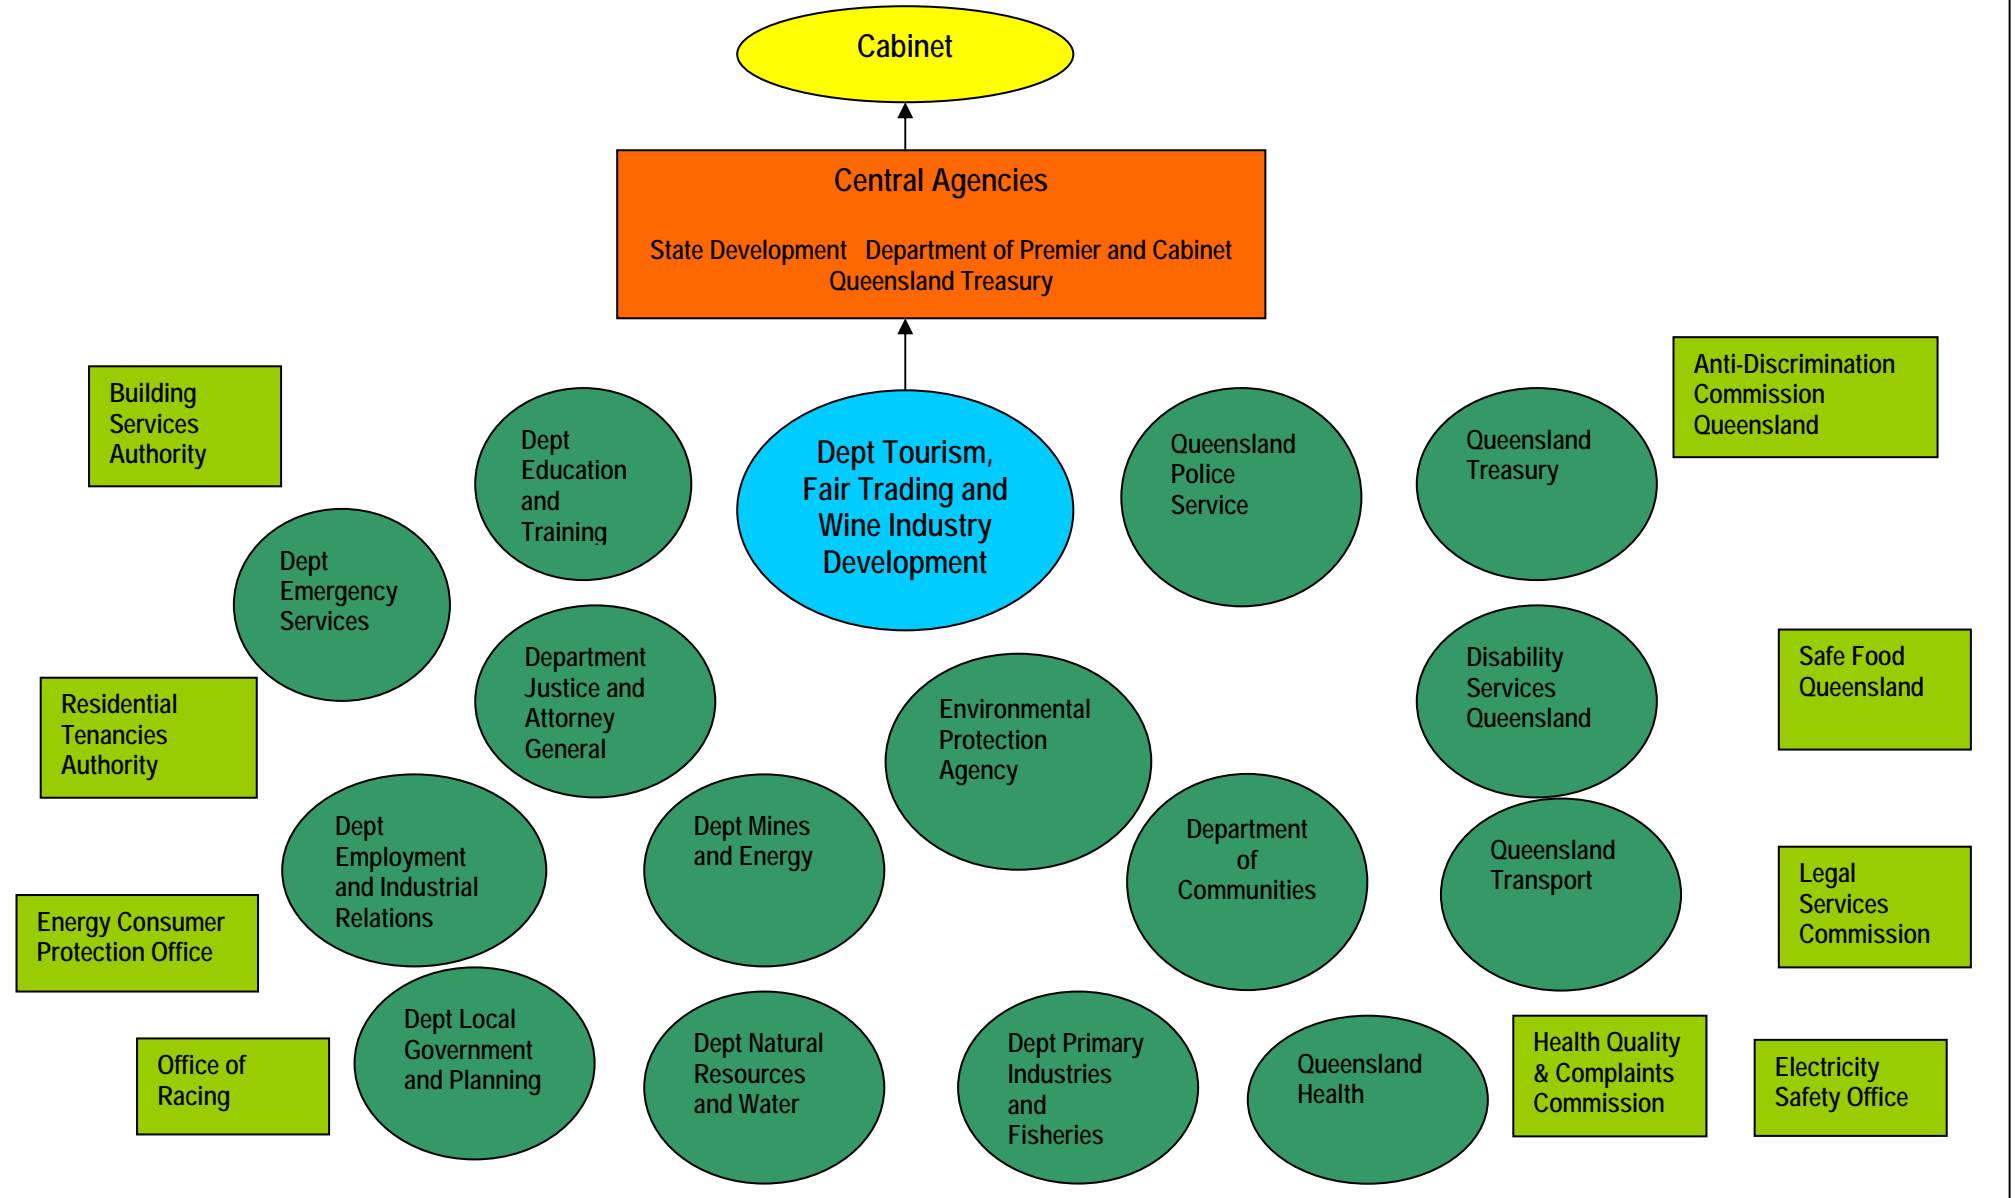 Cabinet
Central Agencies
State Development   Department of Premier and Cabinet
Queensland Treasury
Building
Services
Authority
Dept
Education
and
Training
Dept Tourism,
Fair Trading and
Wine Industry
Development
Queensland
Police
Service
Queensland
Treasury
Anti-Discrimination
Commission
Queensland
Dept
Emergency
Services
Department
Justice and
Attorney
General
Environmental
Protection
Agency
Disability
Services
Queensland
Safe Food
Queensland
Residential
Tenancies
Authority
Dept
Employment
and Industrial
Relations
Dept Mines
and Energy
Department
of
Communities
Queensland
Transport
Legal
Services
Commission
Energy Consumer
Protection Office
Dept Local
Government
and Planning
Dept Natural
Resources
and Water
Dept Primary
Industries
and
Fisheries
Queensland
Health
Health Quality
& Complaints
Commission
Electricity
Safety Office
Office of
Racing